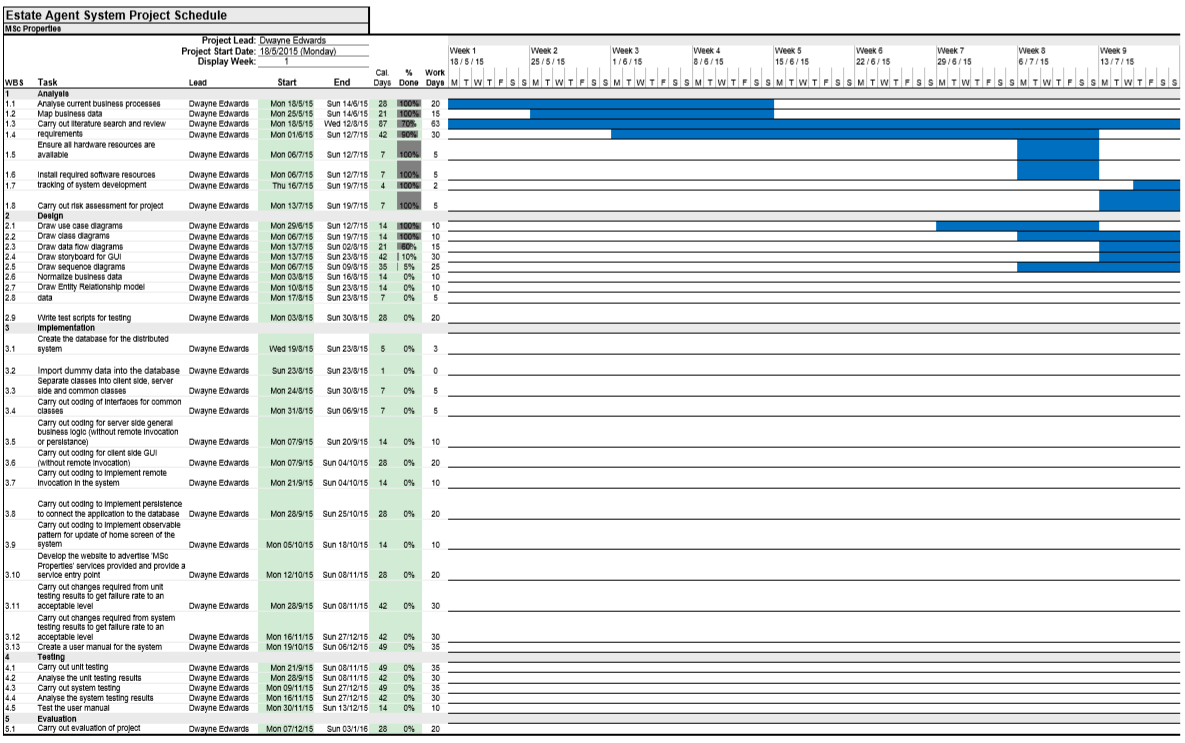 Estate Agent System Project Schedule
MSc Properties
Project Lead: Dwayne Edwards
Project Start Date: 18/5/2015 (Monday)
Display Week: 1
Week 1 Week 2 Week 3 Week 4 Week 5 Week 6 Week 7 Week 8 Week 9
18 / 5 / 15 25 / 5 / 15 1 / 6 / 15 8 / 6 / 15 15 / 6 / 15 22 / 6 / 15 29 / 6 / 15 6 / 7 / 15 13 / 7 / 15
Cal. % Work
WBS Task Lead Start End Days Done Days M T W T F S S M T W T F S S M T W T F S S M T W T F S S M T W T F S S M T W T F S S M T W T F S S M T W T F S S M T W T F S S
1 Analysis
1.1 Analyse current business processes Dwayne Edwards Mon 18/5/15 Sun 14/6/15 28 100% 20
1.2 Map business data Dwayne Edwards Mon 25/5/15 Sun 14/6/15 21 100% 15
1.3 Carry out literature search and review Dwayne Edwards Mon 18/5/15 Wed 12/8/15 87 70% 63
1.4 requirements Dwayne Edwards Mon 01/6/15 Sun 12/7/15 42 90% 30
Ensure all hardware resources are
1.5 available Dwayne Edwards Mon 06/7/15 Sun 12/7/15 7 100% 5
1.6 Install required software resources Dwayne Edwards Mon 06/7/15 Sun 12/7/15 7 100% 5
1.7 tracking of system development Dwayne Edwards Thu 16/7/15 Sun 19/7/15 4 100% 2
1.8 Carry out risk assessment for project Dwayne Edwards Mon 13/7/15 Sun 19/7/15 7 100% 5
2 Design
2.1 Draw use case diagrams Dwayne Edwards Mon 29/6/15 Sun 12/7/15 14 100% 10
2.2 Draw class diagrams Dwayne Edwards Mon 06/7/15 Sun 19/7/15 14 100% 10
2.3 Draw data flow diagrams Dwayne Edwards Mon 13/7/15 Sun 02/8/15 21 60% 15
2.4 Draw storyboard for GUI Dwayne Edwards Mon 13/7/15 Sun 23/8/15 42 10% 30
2.5 Draw sequence diagrams Dwayne Edwards Mon 06/7/15 Sun 09/8/15 35 5% 25
2.6 Normalize business data Dwayne Edwards Mon 03/8/15 Sun 16/8/15 14 0% 10
2.7 Draw Entity Relationship model Dwayne Edwards Mon 10/8/15 Sun 23/8/15 14 0% 10
2.8 data Dwayne Edwards Mon 17/8/15 Sun 23/8/15 7 0% 5
2.9 Write test scripts for testing Dwayne Edwards Mon 03/8/15 Sun 30/8/15 28 0% 20
3 Implementation
Create the database for the distributed
3.1 system Dwayne Edwards Wed 19/8/15 Sun 23/8/15 5 0% 3
3.2 Import dummy data into the database Dwayne Edwards Sun 23/8/15 Sun 23/8/15 1 0% 0
Separate classes into client side, server
3.3 side and common classes Dwayne Edwards Mon 24/8/15 Sun 30/8/15 7 0% 5
Carry out coding of interfaces for common
3.4 classes Dwayne Edwards Mon 31/8/15 Sun 06/9/15 7 0% 5
Carry out coding for server side general
business logic (without remote invocation
3.5 or persistance) Dwayne Edwards Mon 07/9/15 Sun 20/9/15 14 0% 10
Carry out coding for client side GUI
3.6 (without remote invocation) Dwayne Edwards Mon 07/9/15 Sun 04/10/15 28 0% 20
Carry out coding to implement remote
3.7 invocation in the system Dwayne Edwards Mon 21/9/15 Sun 04/10/15 14 0% 10
Carry out coding to implement persistence
3.8 to connect the application to the database Dwayne Edwards Mon 28/9/15 Sun 25/10/15 28 0% 20
Carry out coding to implement observable
pattern for update of home screen of the
3.9 system Dwayne Edwards Mon 05/10/15 Sun 18/10/15 14 0% 10
Develop the website to advertise 'MSc
Properties' services provided and provide a
3.10 service entry point Dwayne Edwards Mon 12/10/15 Sun 08/11/15 28 0% 20
Carry out changes required from unit
testing results to get failure rate to an
3.11 acceptable level Dwayne Edwards Mon 28/9/15 Sun 08/11/15 42 0% 30
Carry out changes required from system
testing results to get failure rate to an
3.12 acceptable level Dwayne Edwards Mon 16/11/15 Sun 27/12/15 42 0% 30
3.13 Create a user manual for the system Dwayne Edwards Mon 19/10/15 Sun 06/12/15 49 0% 35
4 Testing
4.1 Carry out unit testing Dwayne Edwards Mon 21/9/15 Sun 08/11/15 49 0% 35
4.2 Analyse the unit testing results Dwayne Edwards Mon 28/9/15 Sun 08/11/15 42 0% 30
4.3 Carry out system testing Dwayne Edwards Mon 09/11/15 Sun 27/12/15 49 0% 35
4.4 Analyse the system testing results Dwayne Edwards Mon 16/11/15 Sun 27/12/15 42 0% 30
4.5 Test the user manual Dwayne Edwards Mon 30/11/15 Sun 13/12/15 14 0% 10
5 Evaluation
5.1 Carry out evaluation of project Dwayne Edwards Mon 07/12/15 Sun 03/1/16 28 0% 20